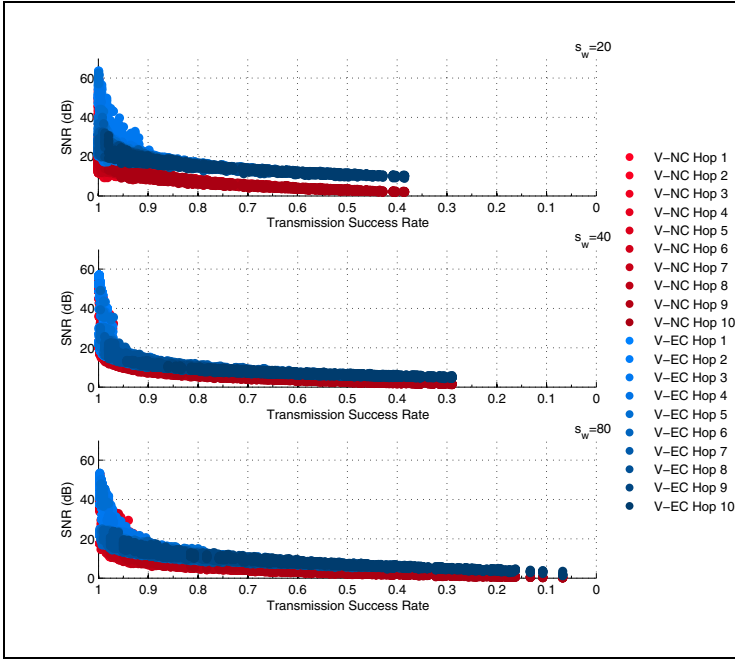 s_w=20
60
40
20
0
SNR (dB)
1 0.9 0.8 0.7 0.6 0.5 0.4 0.3 0.2 0.1 0
Transmission Success Rate
s_w=40
60
40
20
0
SNR (dB)
1 0.9 0.8 0.7 0.6 0.5 0.4 0.3 0.1 0.1 0
Transmission Success Rate
s_w=80
60
40
20
0
SNR (dB)
1 0.9 0.8 0.7 0.6 0.5 0.4 0.3 0.2 0.1 0
Transmission Success Rate
V-NC Hop 1
V-NC Hop 2
V-NC Hop 3
V-NC Hop 4
V-NC Hop 5
V-NC Hop 6
V-NC Hop 7
V-NC Hop 8
V-NC Hop 9
V-NC Hop 10
V-EC Hop 1
V-EC Hop 2
V-EC Hop 3
V-EC Hop 4
V-EC Hop 5
V-EC Hop 6
V-EC Hop 7
V-EC Hop 8
V-EC Hop 9
V-EC Hop 10